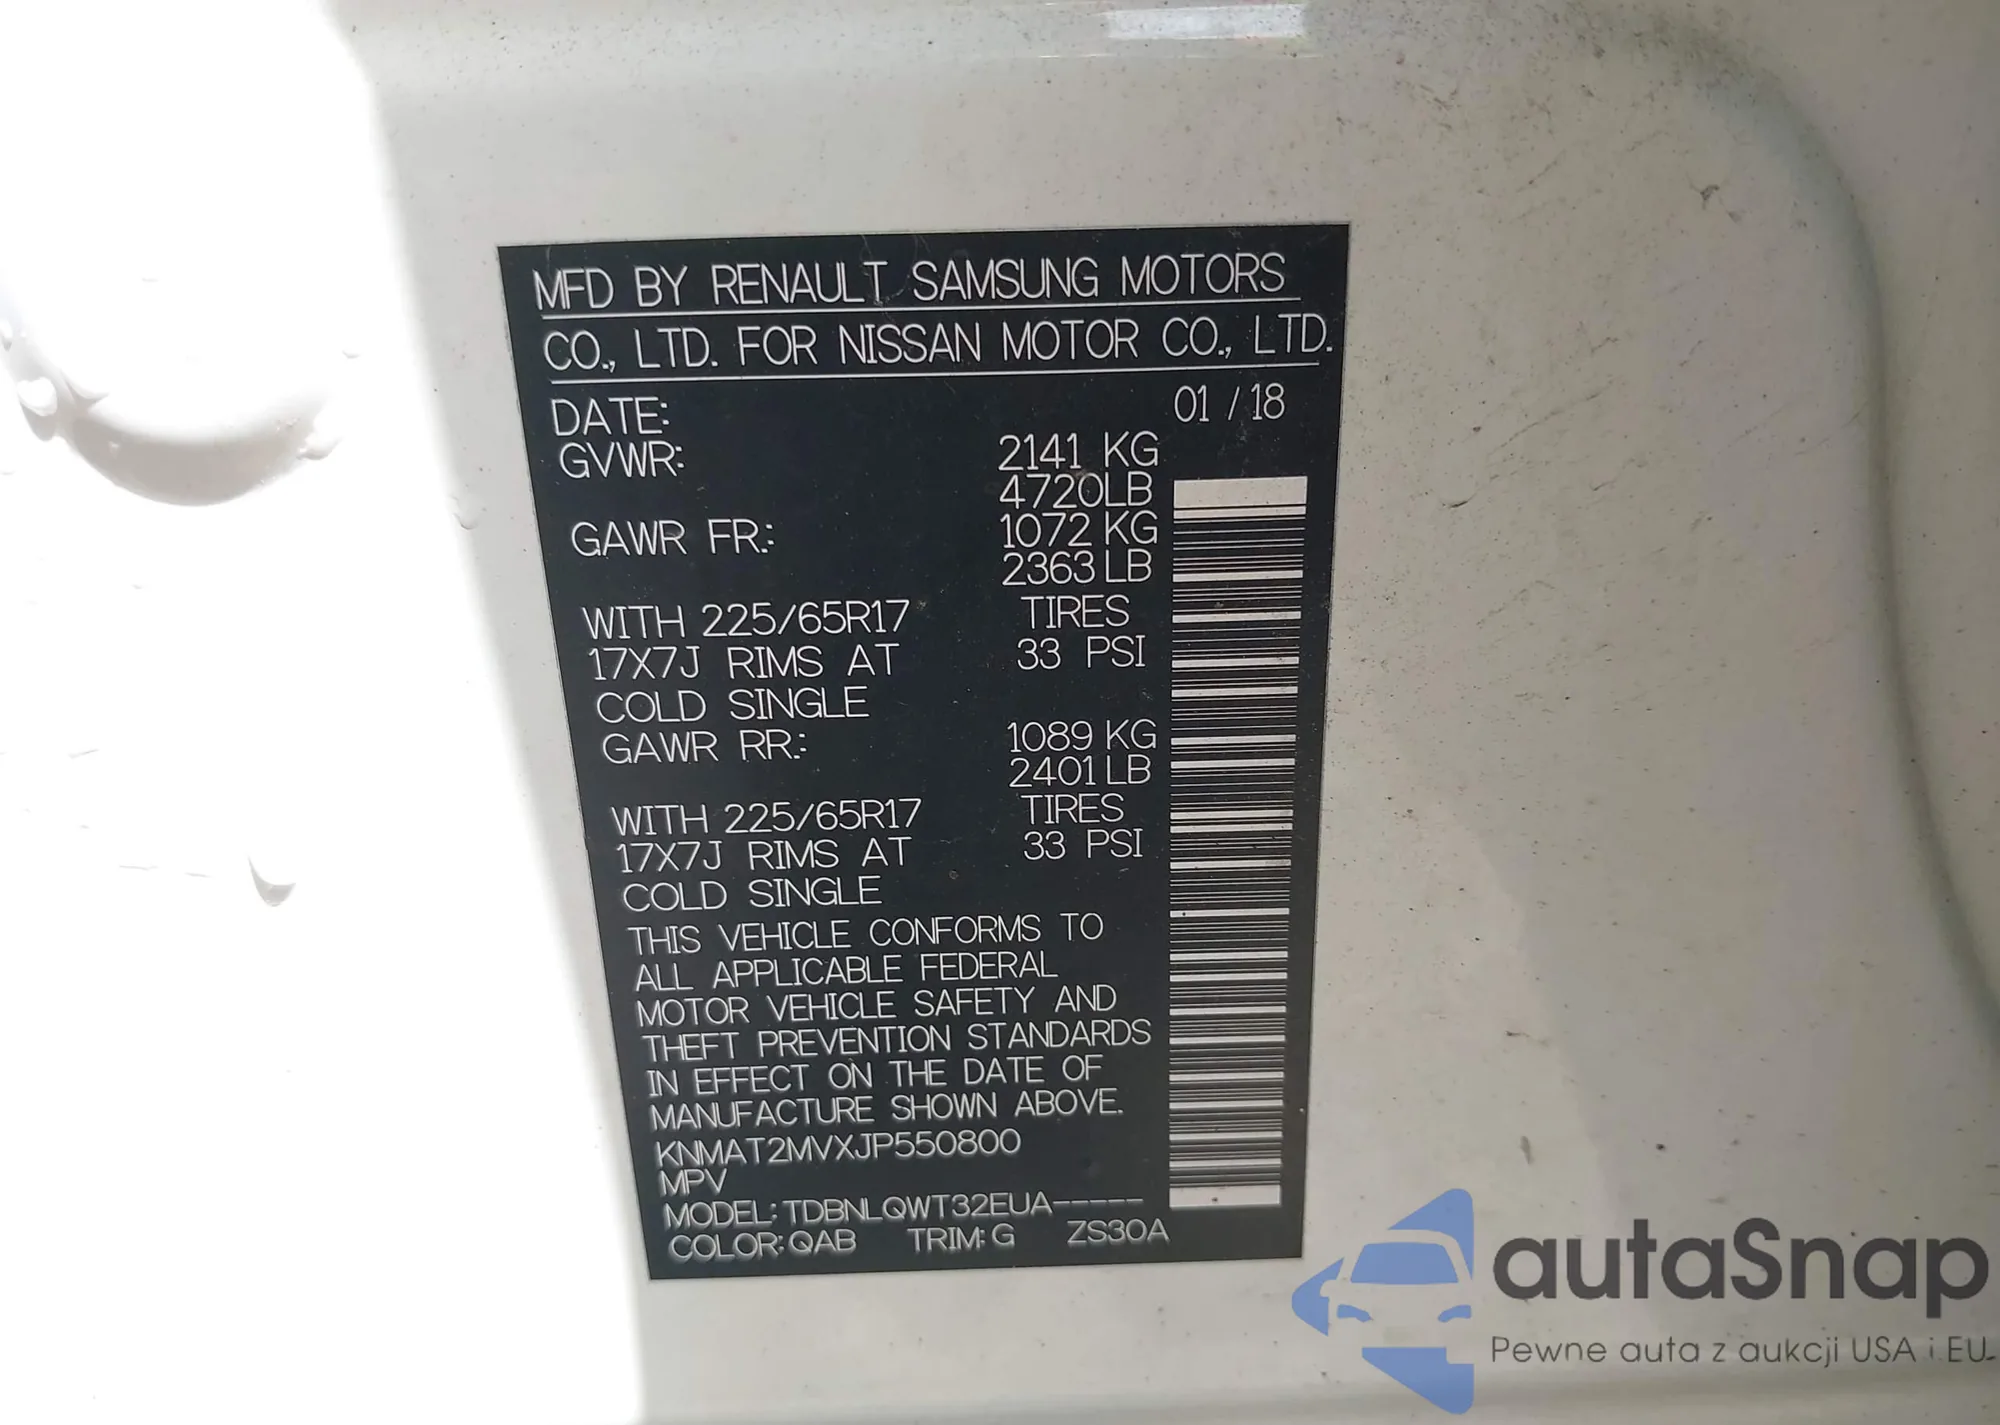 MFD BY RENAULT SAMSUNG MOTORS
CO., LTD. FOR NISSAN MOTOR CO., LTD.
DATE: 01 / 18
GVWR: 2141 KG
4720LB
GAWR FR.: 1072 KG
2363 LB
WITH 225/65R17 TIRES
17X7J RIMS AT 33 PSI
COLD SINGLE
GAWR RR.: 1089 KG
2401 LB
WITH 225/65R17 TIRES
17X7J RIMS AT 33 PSI
COLD SINGLE
THIS VEHICLE CONFORMS TO
ALL APPLICABLE FEDERAL
MOTOR VEHICLE SAFETY AND
THEFT PREVENTION STANDARDS
IN EFFECT ON THE DATE OF
MANUFACTURE SHOWN ABOVE.
KNMAT2MVXJP550800
MPV
MODEL: TDBNLQWT32EUA-----
COLOR: QAB TRIM: G ZS30A
autaSnap
Pewne auta z aukcji USA i EU